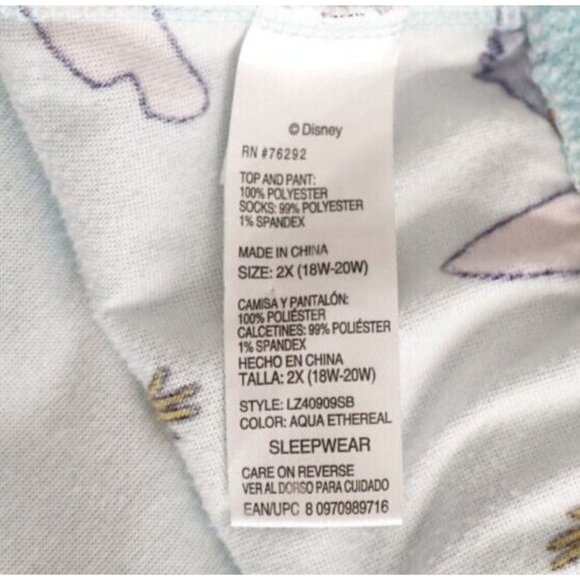 © Disney
RN #76292
TOP AND PANT:
100% POLYESTER
SOCKS: 99% POLYESTER
1% SPANDEX
MADE IN CHINA
SIZE: 2X (18W-20W)
CAMISA Y PANTALÓN:
100% POLIÉSTER
CALCETINES: 99% POLIÉSTER
1% SPANDEX
HECHO EN CHINA
TALLA: 2X (18W-20W)
STYLE: LZ40909SB
COLOR: AQUA ETHEREAL
SLEEPWEAR
CARE ON REVERSE
VER AL DORSO PARA CUIDADO
EAN/UPC 8 0970989716